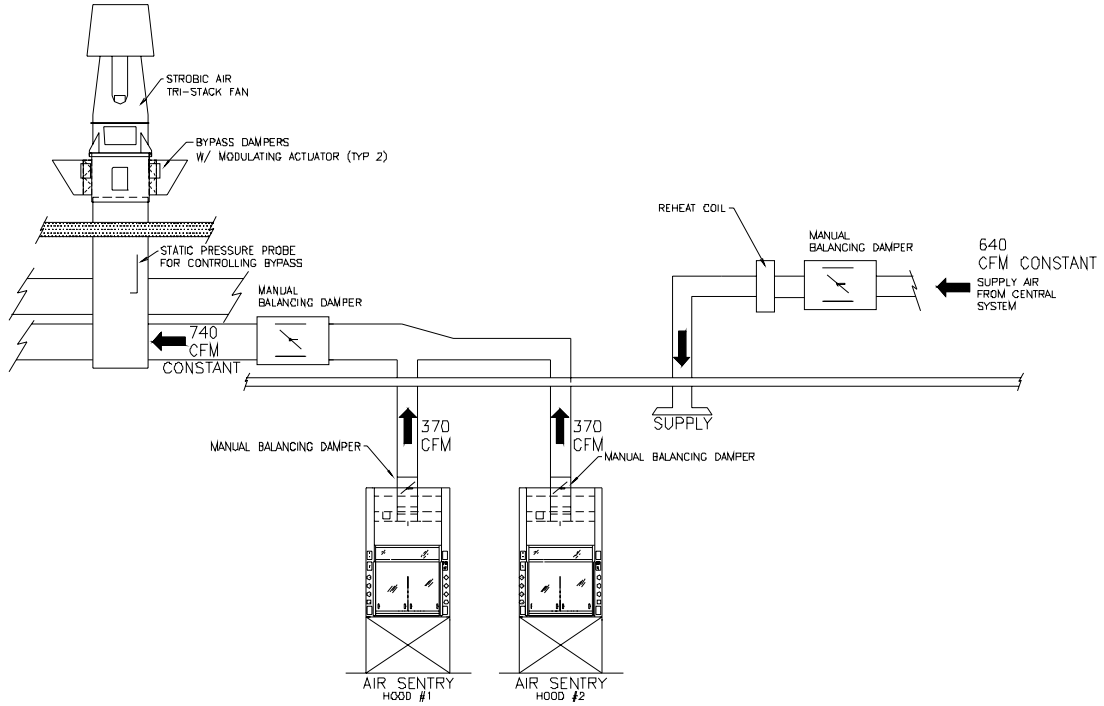 STROBIC AIR
TRI-STACK FAN
BYPASS DAMPERS
W/ MODULATING ACTUATOR (TYP 2)
REHEAT COIL
MANUAL
BALANCING DAMPER
640
CFM CONSTANT
SUPPLY AIR
FROM CENTRAL
SYSTEM
STATIC PRESSURE PROBE
FOR CONTROLLING BYPASS
MANUAL
BALANCING DAMPER
740
CFM
CONSTANT
SUPPLY
370
CFM
370
CFM
MANUAL BALANCING DAMPER
MANUAL BALANCING DAMPER
AIR SENTRY
HOOD #1
AIR SENTRY
HOOD #2